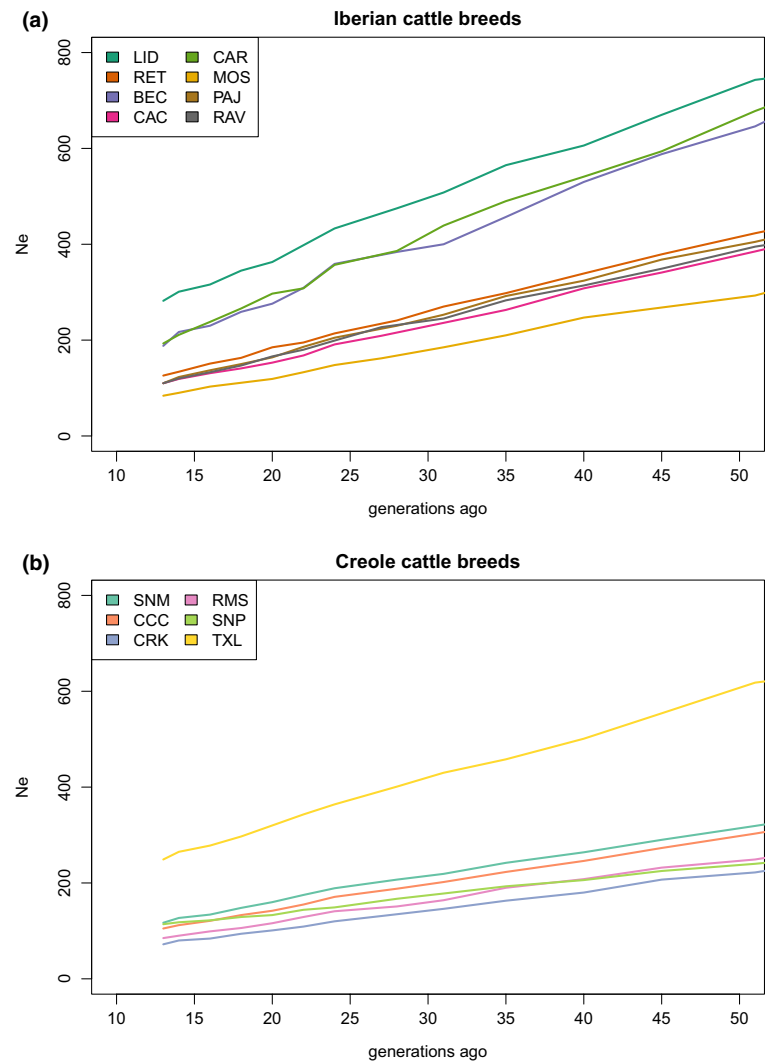 (a)
Iberian cattle breeds
LID CAR
RET MOS
BEC PAJ
CAC RAV
800
600
400
200
0
Ne
10 15 20 25 30 35 40 45 50
generations ago
(b)
Creole cattle breeds
SNM RMS
CCC SNP
CRK TXL
800
600
400
200
0
Ne
10 15 20 25 30 35 40 45 50
generations ago